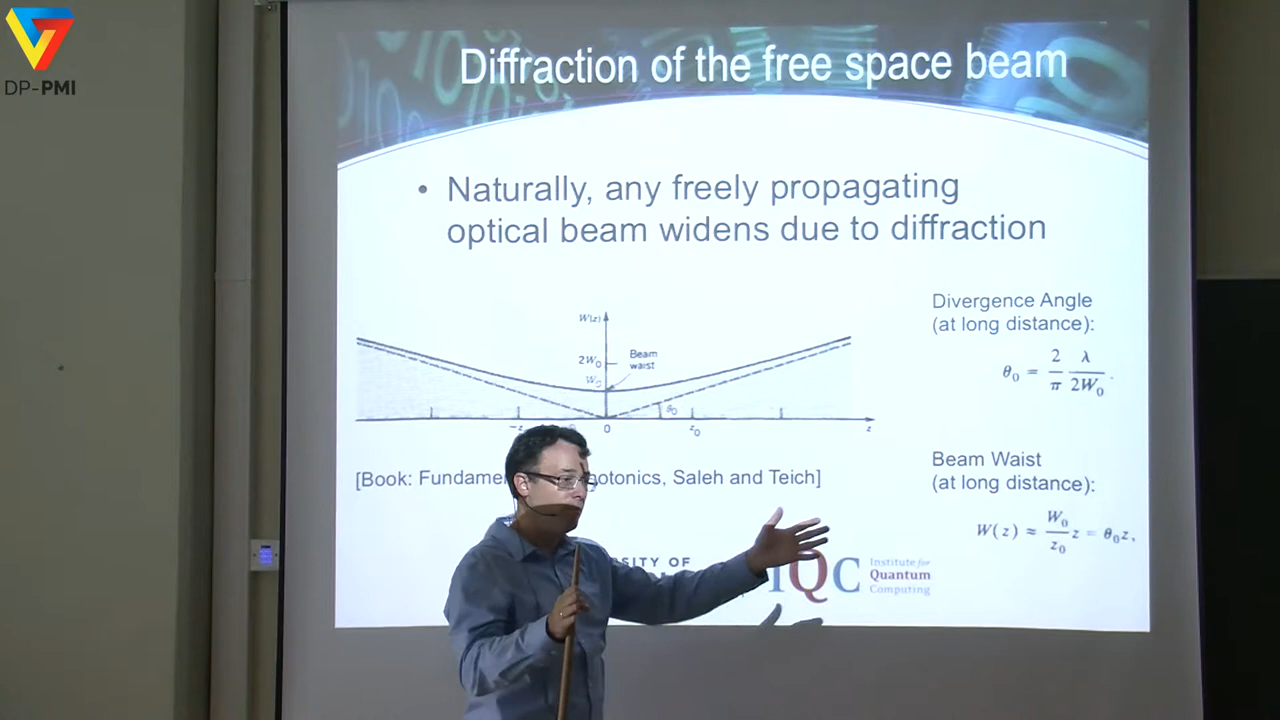 DP-PMI
Diffraction of the free space beam
• Naturally, any freely propagating
optical beam widens due to diffraction
W(z)
2W₀
Beam
waist
W₀
θ₀
0
z₀
z
Divergence Angle
(at long distance):
θ₀ = 2/π λ/2W₀.
[Book: Fundame otonics, Saleh and Teich]
Beam Waist
(at long distance):
W(z) ≈ W₀/z₀ z = θ₀z,
SITY OF
IQC
Institute for
Quantum
Computing